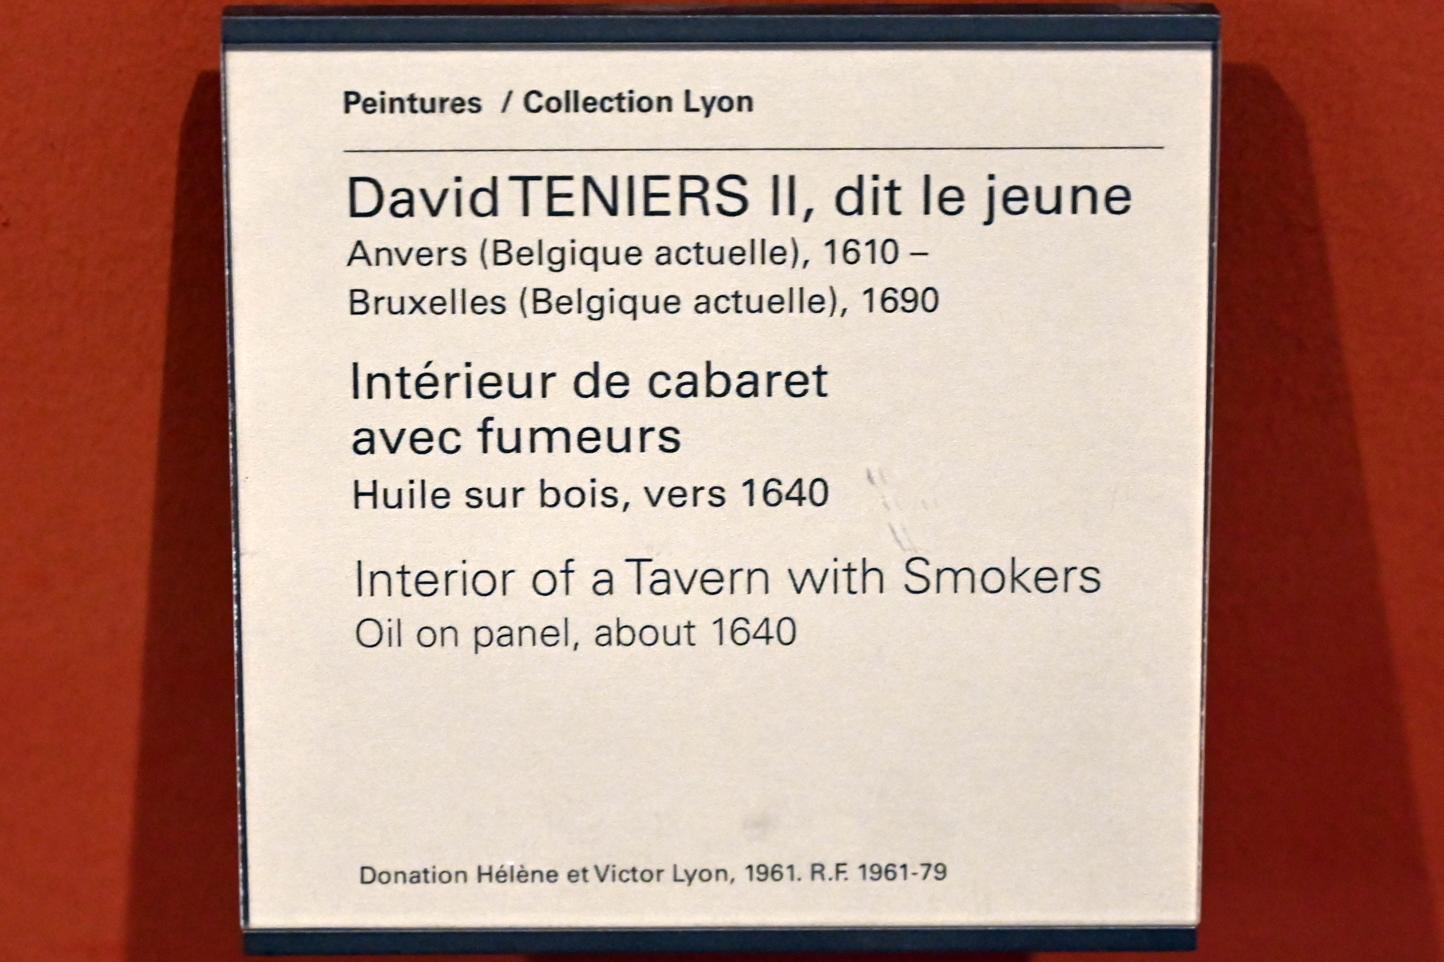 Peintures / Collection Lyon
David TENIERS II, dit le jeune
Anvers (Belgique actuelle), 1610 –
Bruxelles (Belgique actuelle), 1690
Intérieur de cabaret
avec fumeurs
Huile sur bois, vers 1640
Interior of a Tavern with Smokers
Oil on panel, about 1640
Donation Hélène et Victor Lyon, 1961. R.F. 1961-79